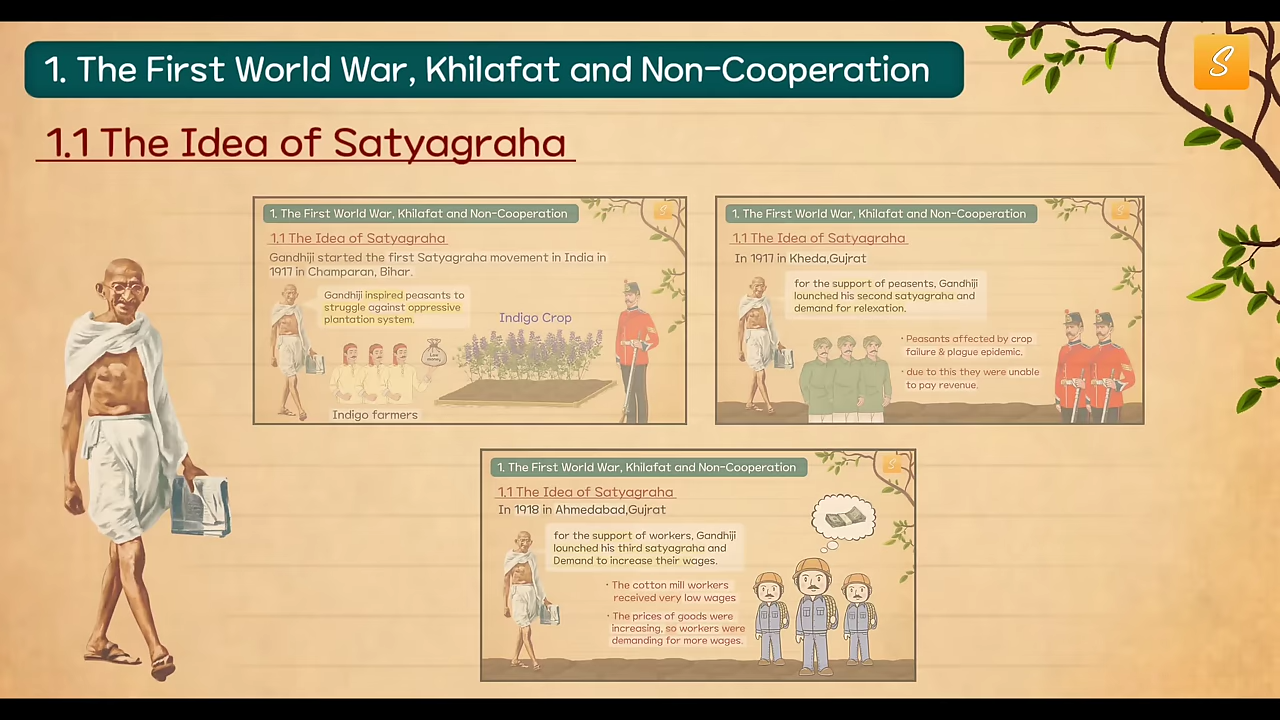 1. The First World War, Khilafat and Non-Cooperation
S
1.1 The Idea of Satyagraha
1. The First World War, Khilafat and Non-Cooperation
S
1.1 The Idea of Satyagraha
Gandhiji started the first Satyagraha movement in India in
1917 in Champaran, Bihar.
Gandhiji inspired peasants to
struggle against oppressive
plantation system.
Indigo Crop
Indigo farmers
1. The First World War, Khilafat and Non-Cooperation
S
1.1 The Idea of Satyagraha
In 1917 in Kheda,Gujrat
for the support of peasents, Gandhiji
lounched his second satyagraha and
demand for relexation.
• Peasants affected by crop
failure & plague epidemic.
• due to this they were unable
to pay revenue.
1. The First World War, Khilafat and Non-Cooperation
S
1.1 The Idea of Satyagraha
In 1918 in Ahmedabad,Gujrat
for the support of workers, Gandhiji
lounched his third satyagraha and
Demand to increase their wages.
• The cotton mill workers
received very low wages
• The prices of goods were
increasing, so workers were
demanding for more wages.